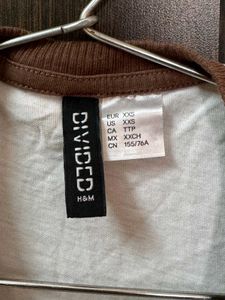 DIVIDED
H&M
EUR XXS
US XXS
CA TTP
MX XXCH
CN 155/76A